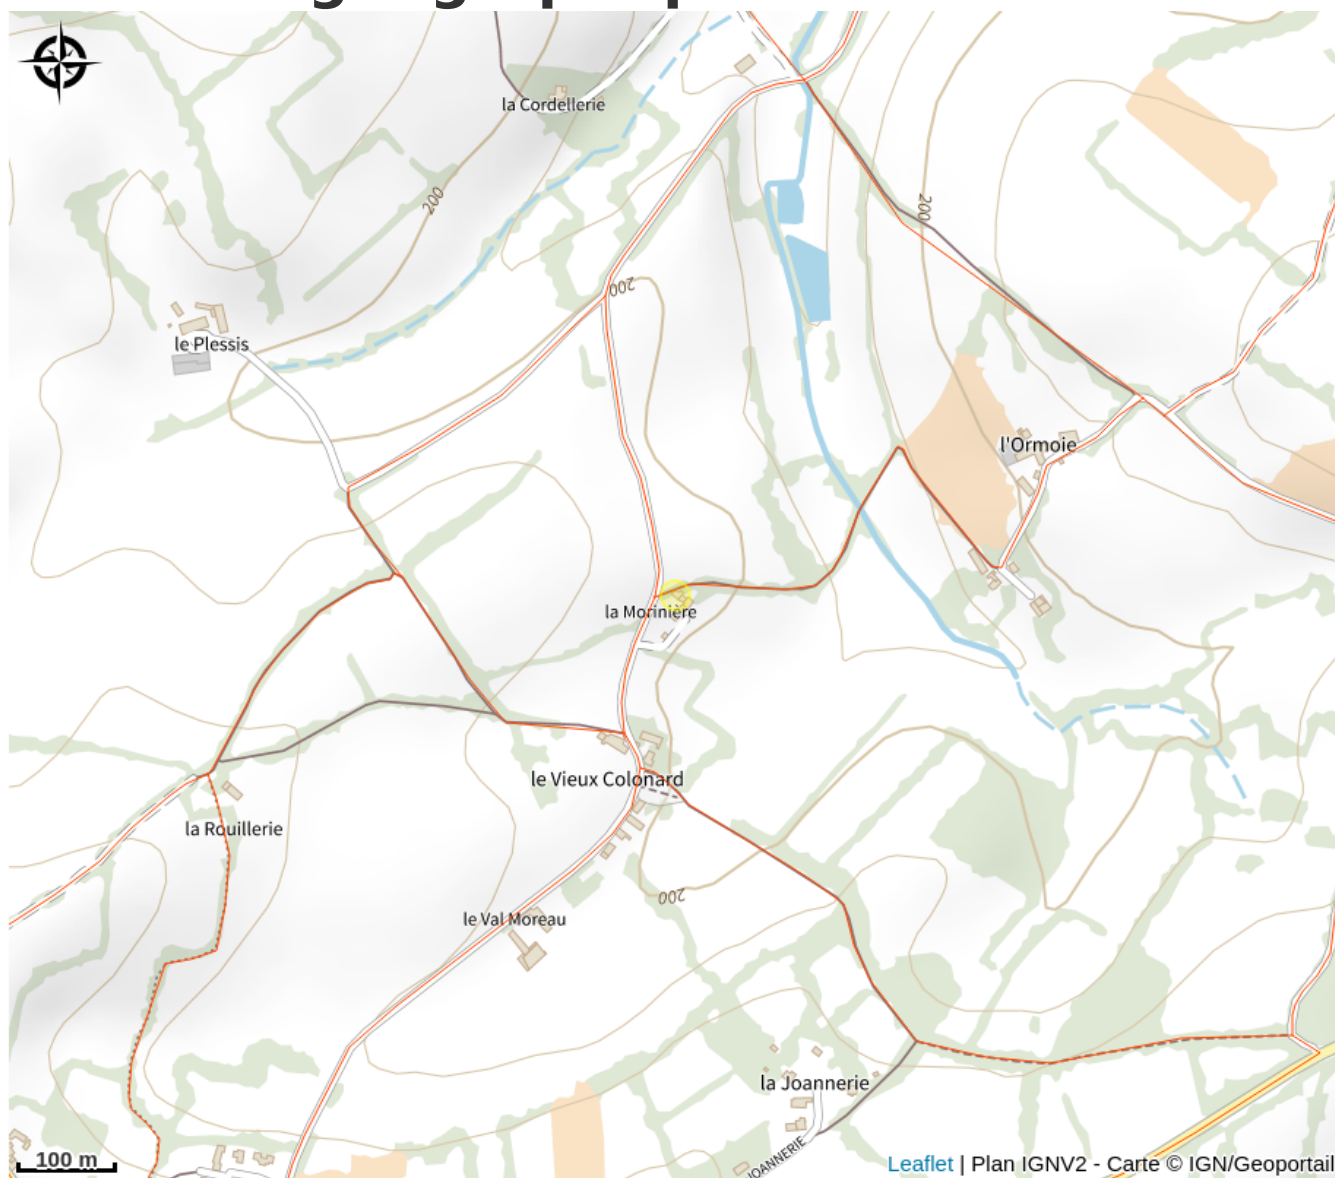 la Cordellerie
200
200
200
le Plessis
l'Ormoie
la Morinière
le Vieux Colonard
la Rouillerie
200
le Val Moreau
la Joannerie
JOANNERIE
100 m
Leaflet | Plan IGNV2 - Carte © IGN/Geoportail